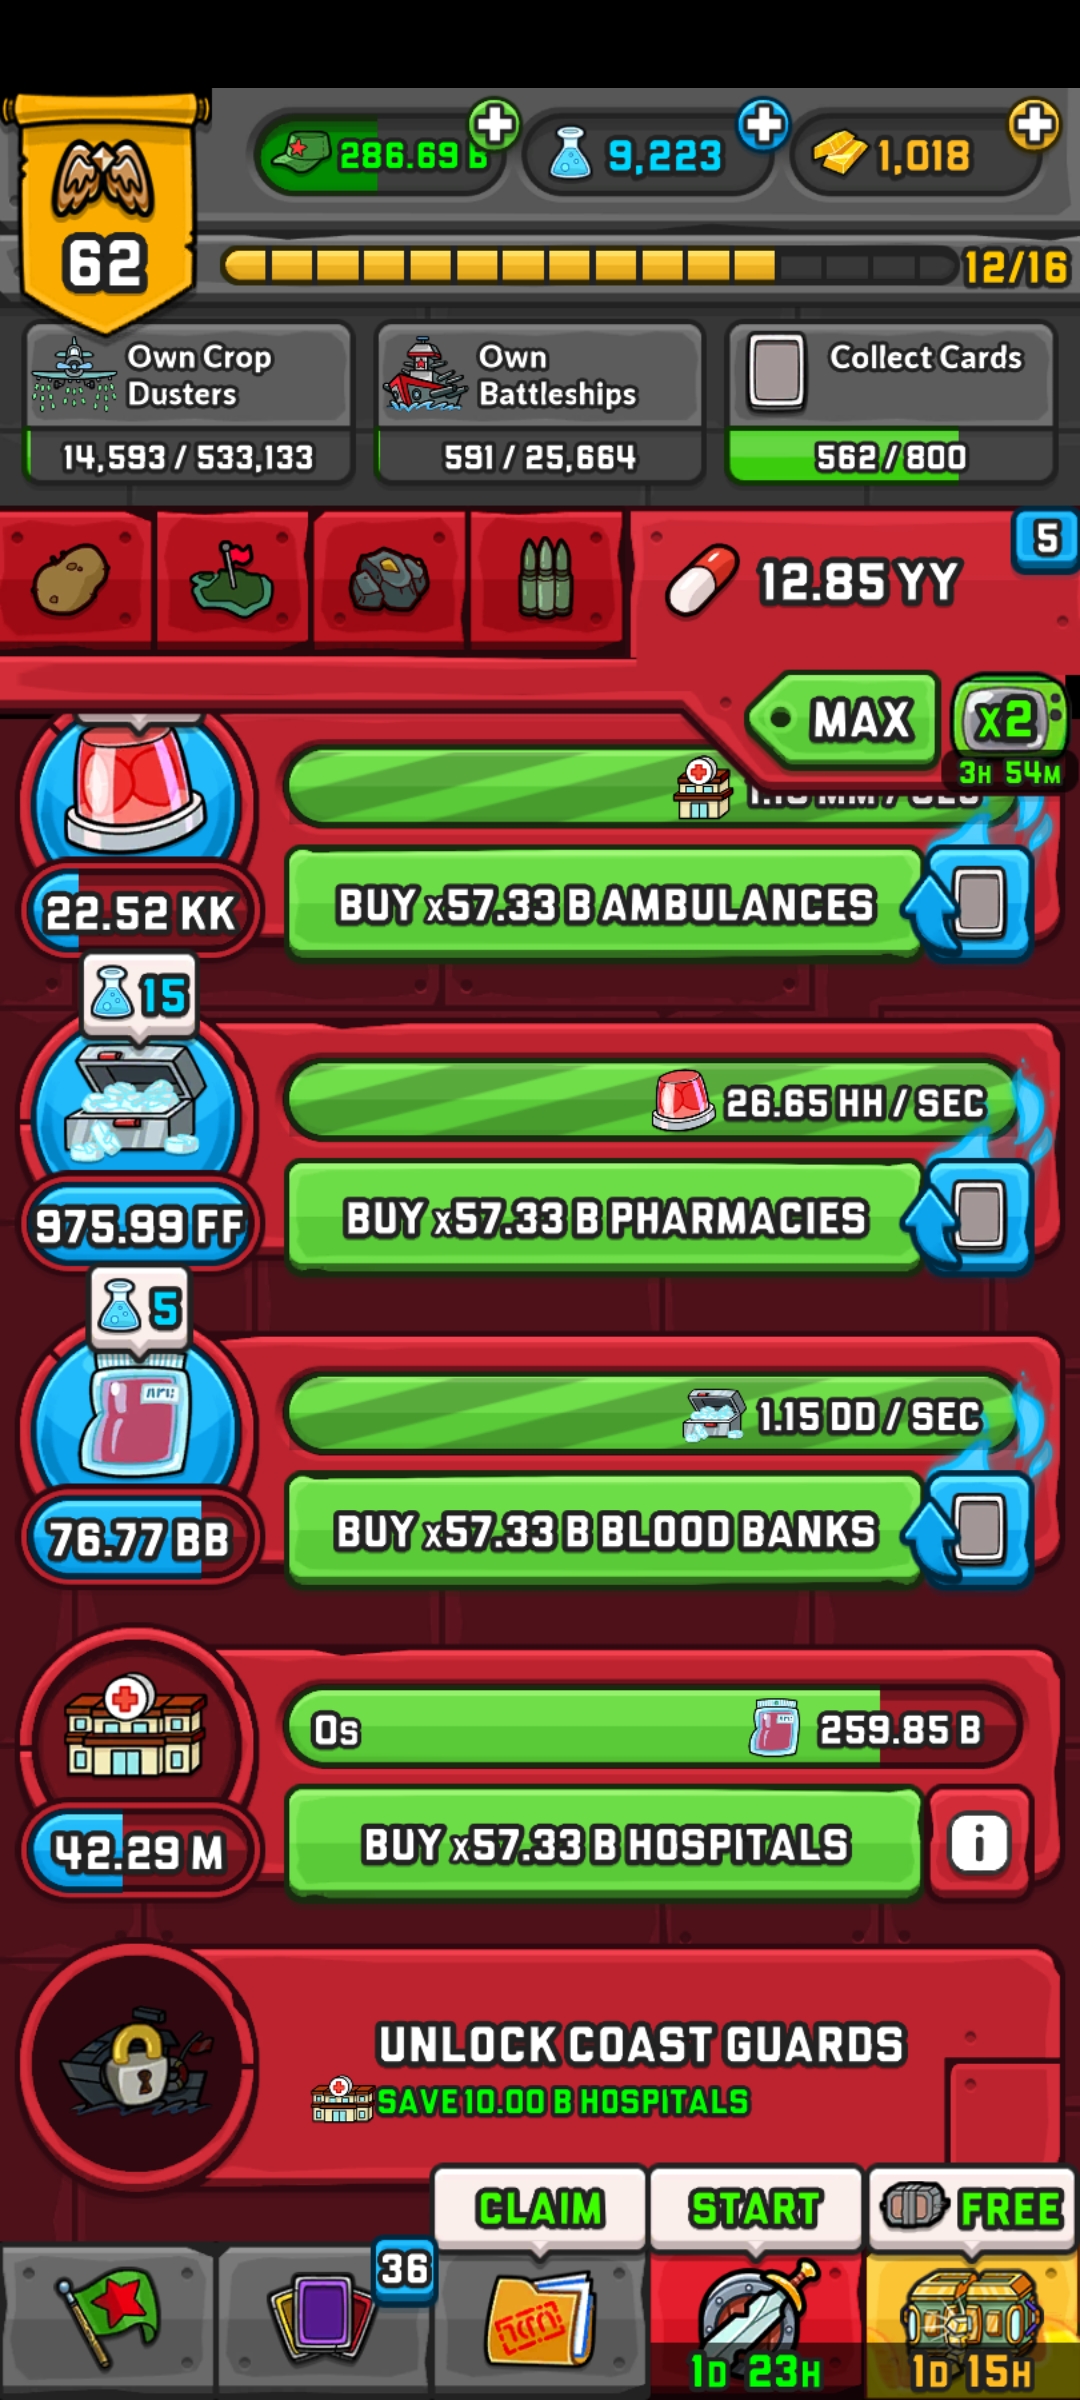 286.69 B
9,223
1,018
62
12/16
Own Crop
Dusters
14,593 / 533,133
Own
Battleships
591 / 25,664
Collect Cards
562 / 800
12.85 YY
5
MAX
x2
3H 54M
22.52 KK
BUY x57.33 B AMBULANCES
15
26.65 HH / SEC
975.99 FF
BUY x57.33 B PHARMACIES
5
1.15 DD / SEC
76.77 BB
BUY x57.33 B BLOOD BANKS
0s
259.85 B
42.29 M
BUY x57.33 B HOSPITALS
i
UNLOCK COAST GUARDS
SAVE 10.00 B HOSPITALS
CLAIM
START
FREE
36
1D 23H
1D 15H